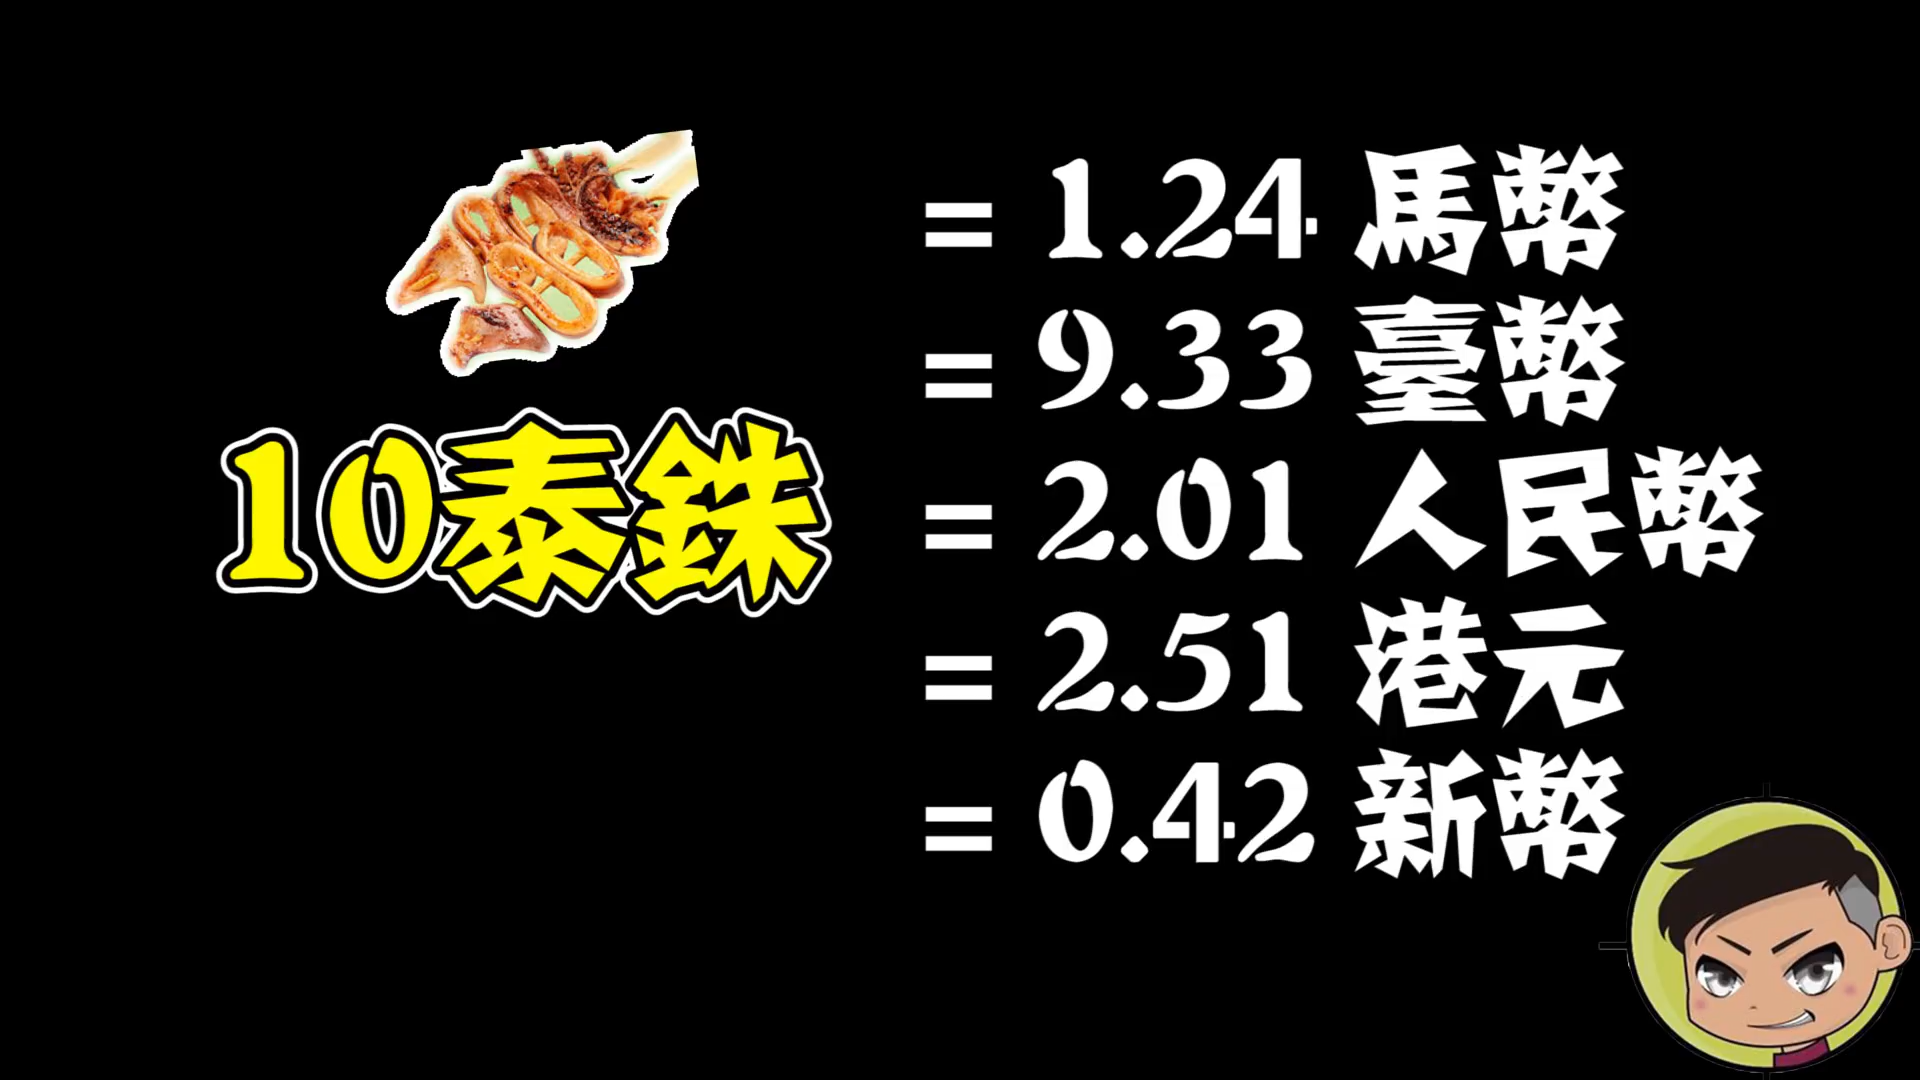 10泰銖
= 1.24 馬幣
= 9.33 臺幣
= 2.01 人民幣
= 2.51 港元
= 0.42 新幣